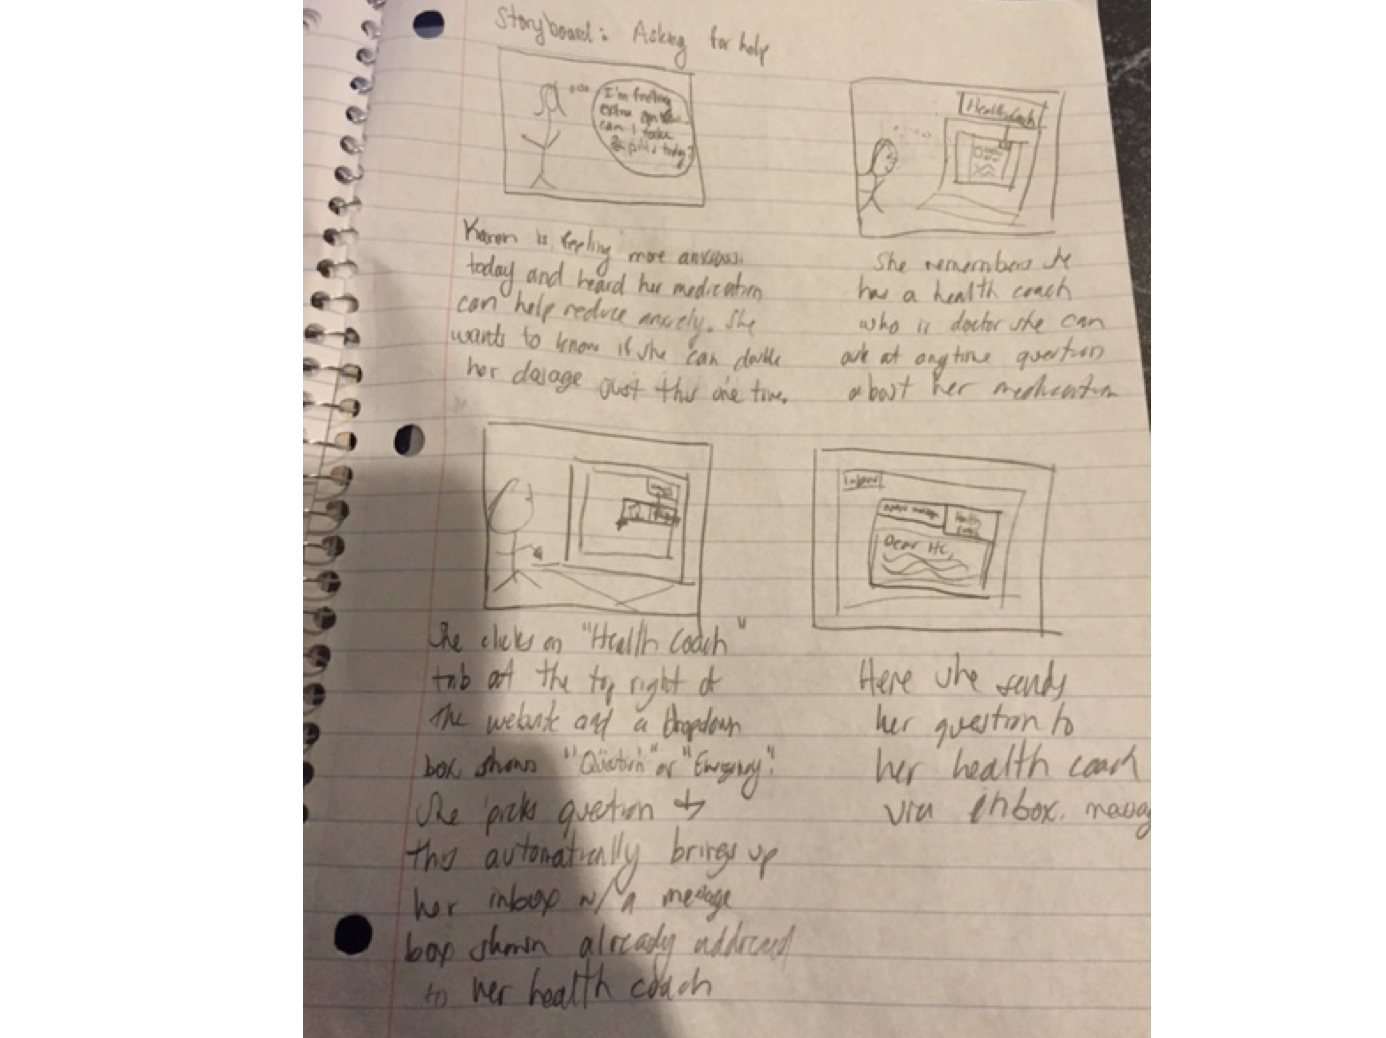 Storyboard: Asking for help
I'm feeling
extra
can I take
2 pills today?
Health Coach
Karen is feeling more anxious
today and heard her medication
can help reduce anxiety. She
wants to know if she can double
her dosage just this one time.
She remembers she
has a health coach
who is doctor she can
ask at anytime question
about her medication
She clicks on "Health Coach"
tab at the top right of
the website and a dropdown
box shows "Question" or "Emergency".
She picks question +
this automatically brings up
her inbox w/ a message
box shown already addressed
to her health coach
Inbox
message
Health
Coach
Dear HC,
Here she sends
her question to
her health coach
via inbox. messag